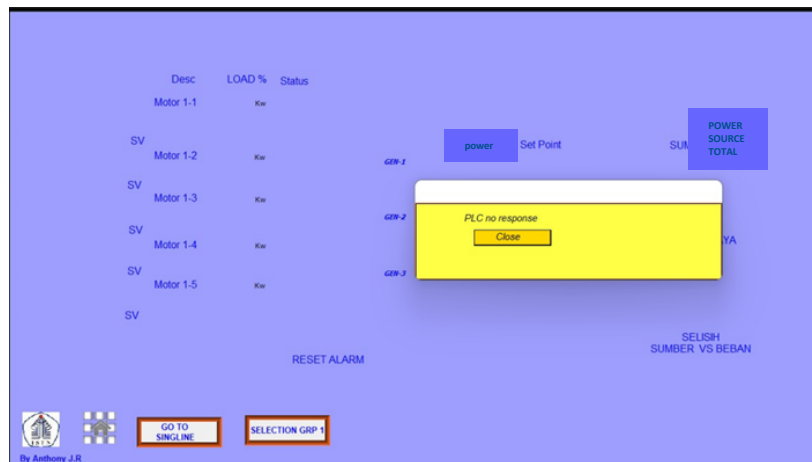 Desc LOAD % Status
Motor 1-1 Kw
SV
Motor 1-2 Kw
SV
Motor 1-3 Kw
SV
Motor 1-4 Kw
SV
Motor 1-5 Kw
SV
RESET ALARM
GEN-1
GEN-2
GEN-3
power Set Point
POWER
SOURCE
TOTAL
PLC no response
Close
SELISIH
SUMBER VS BEBAN
GO TO
SINGLINE
SELECTION GRP 1
By Anthony J.R